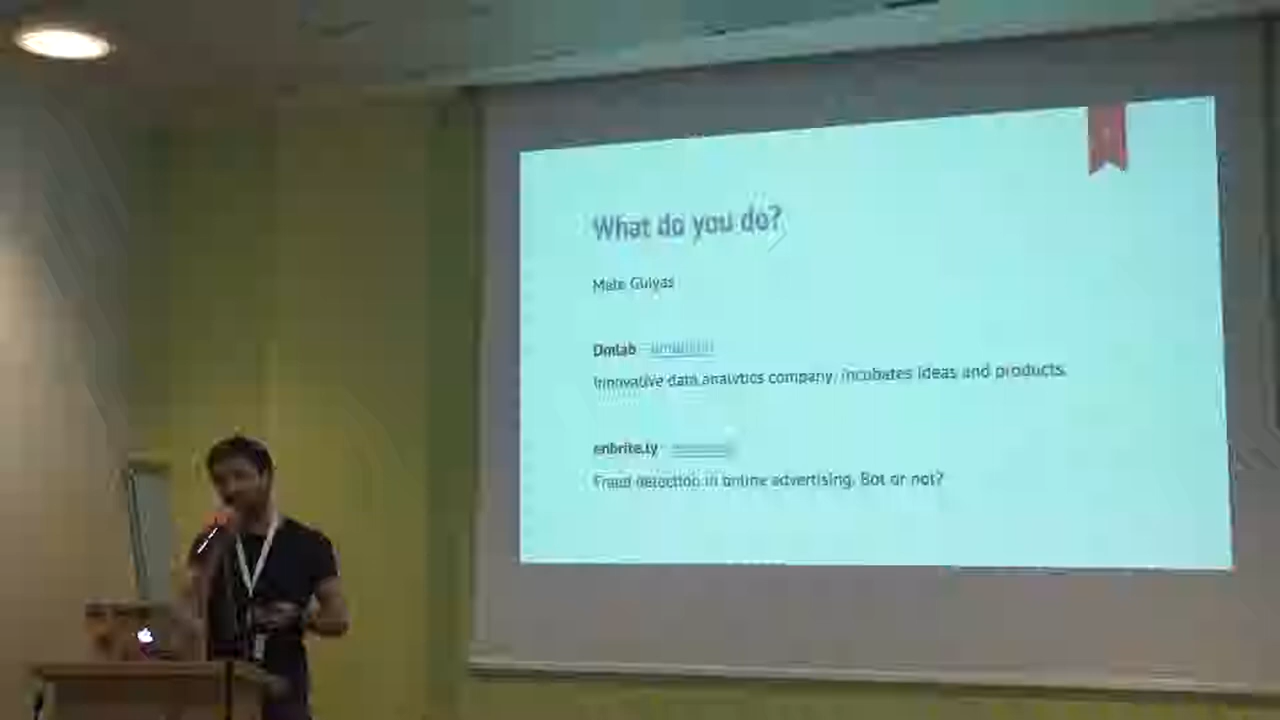 What do you do?
Mate Gulyas
Dmlab
Innovative data analytics company, incubates ideas and products.
enbrite.ly
Fraud detection in online advertising. Bot or not?